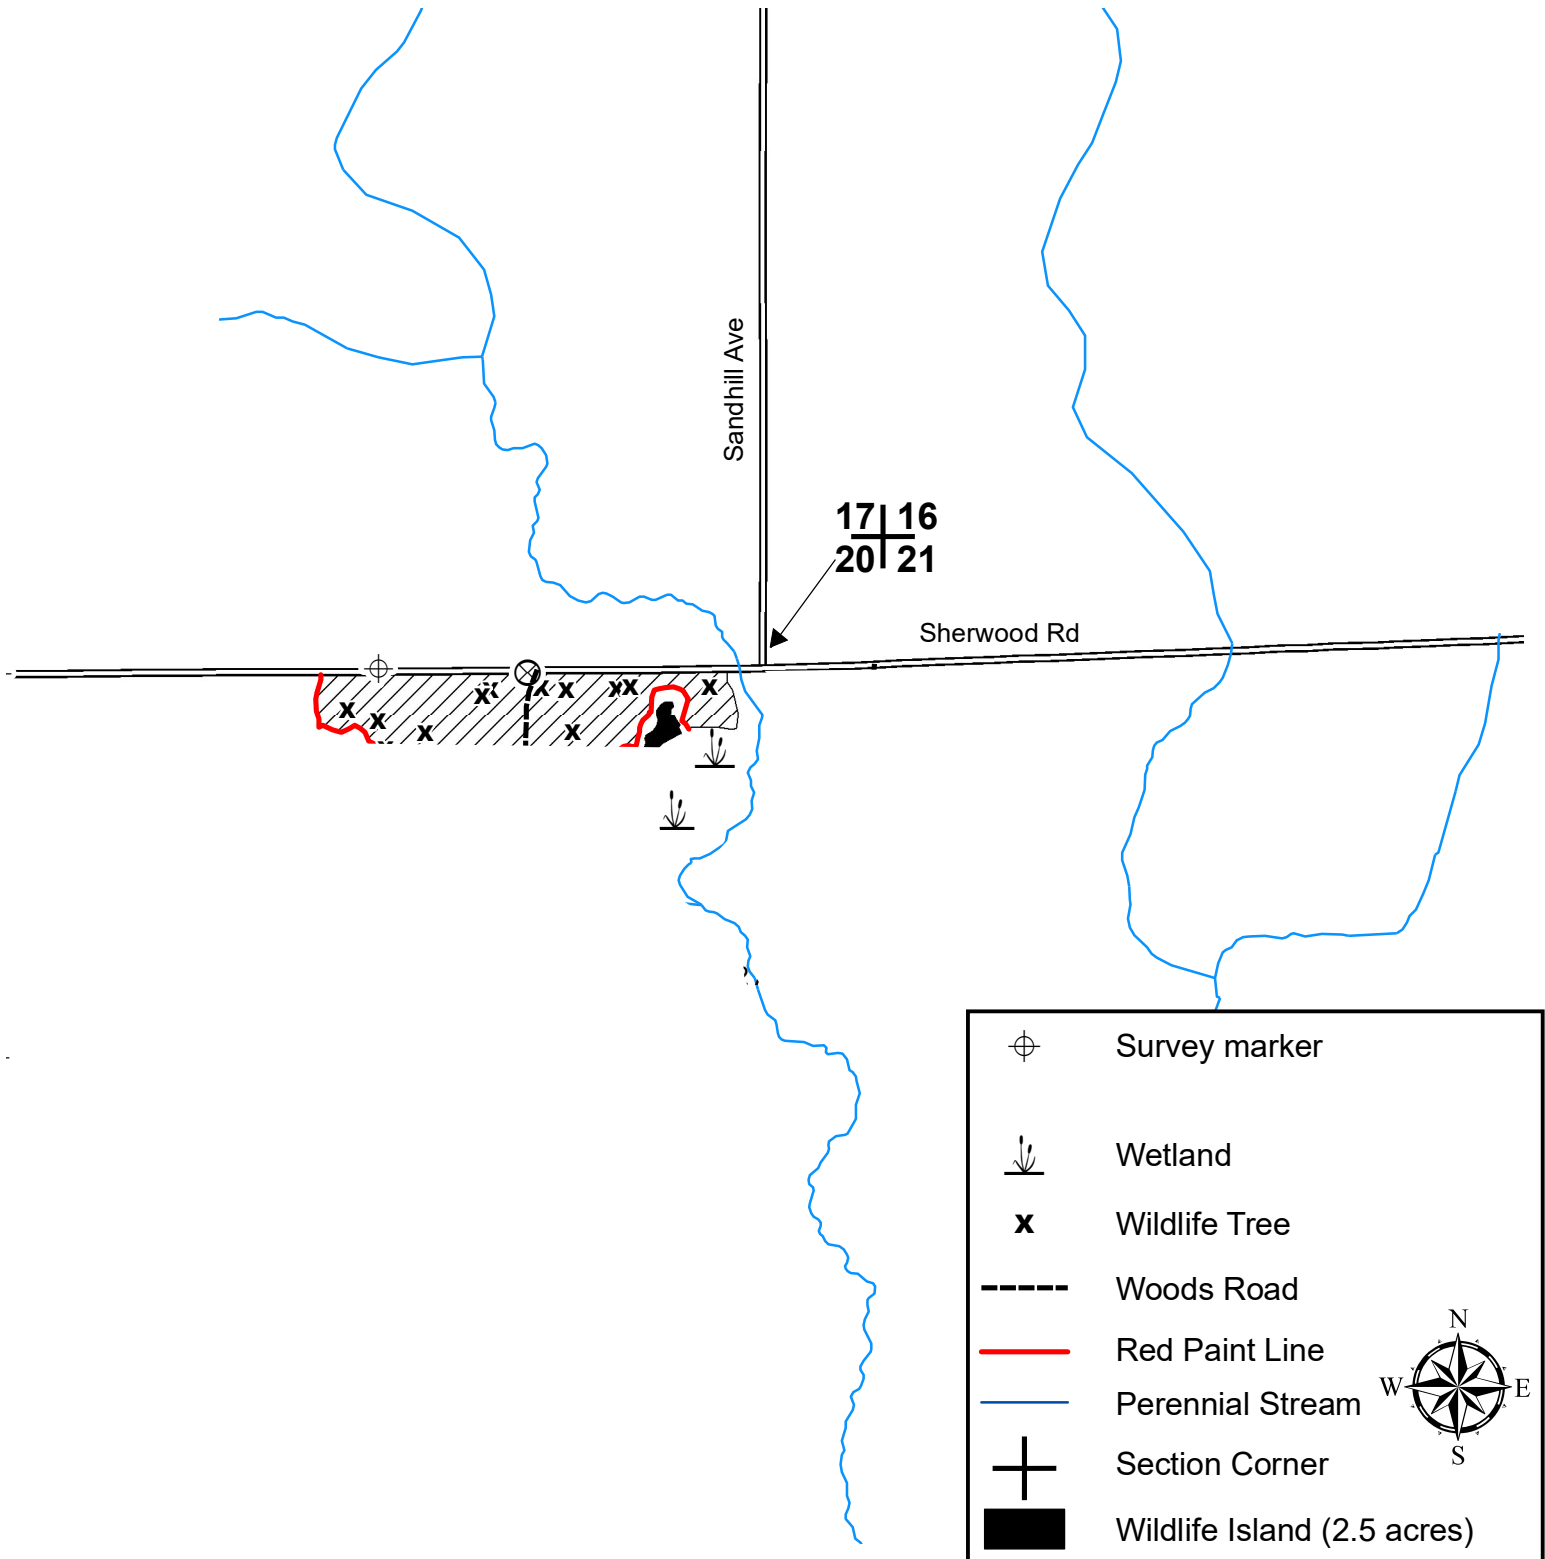 Sandhill Ave
17 16
20 21
Sherwood Rd
Survey marker
Wetland
x Wildlife Tree
Woods Road
Red Paint Line
Perennial Stream
Section Corner
Wildlife Island (2.5 acres)
N
W E
S